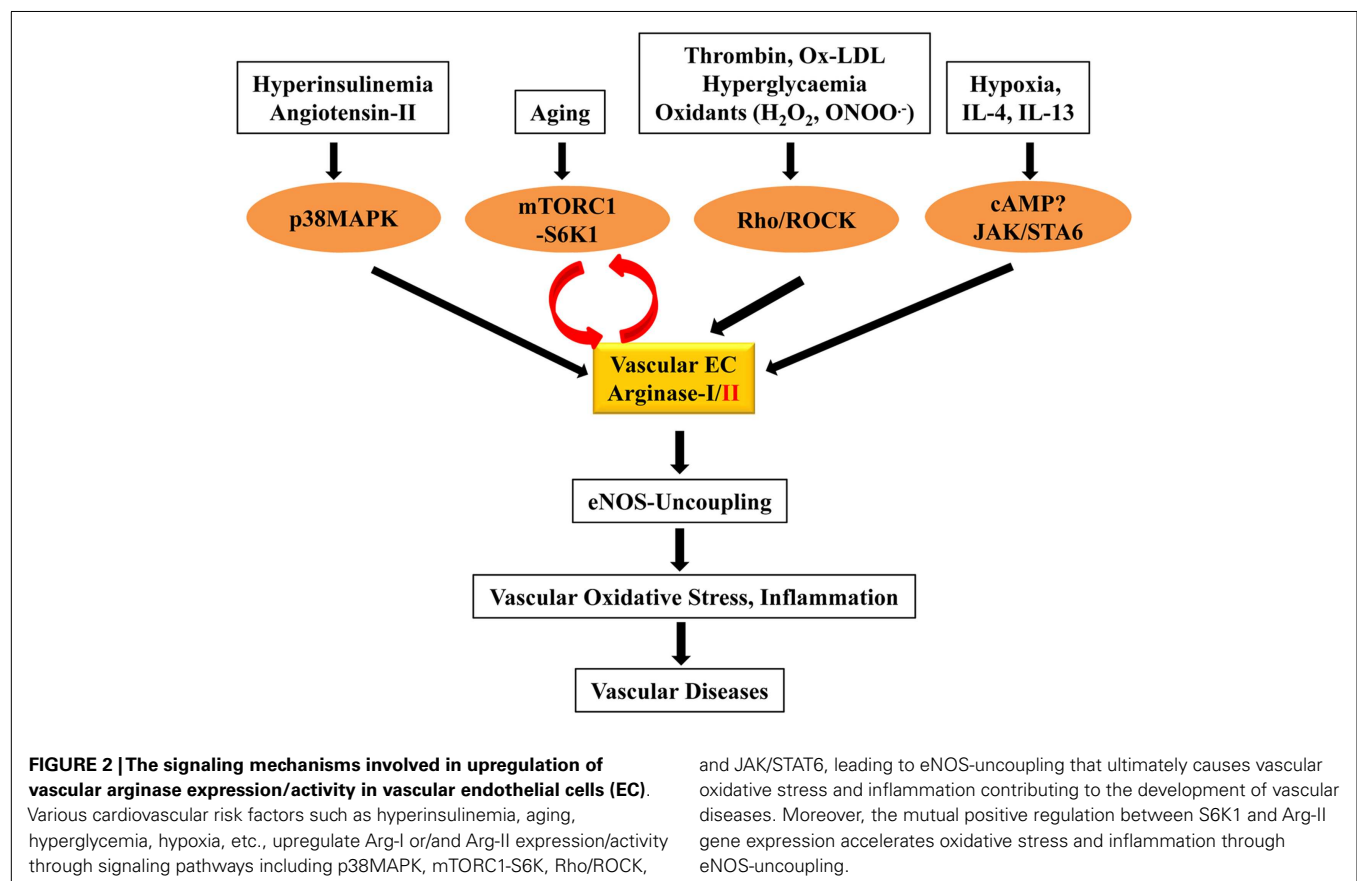 Hyperinsulinemia
Angiotensin-II
Aging
Thrombin, Ox-LDL
Hyperglycaemia
Oxidants (H₂O₂, ONOO·⁻)
Hypoxia,
IL-4, IL-13
p38MAPK
mTORC1
-S6K1
Rho/ROCK
cAMP?
JAK/STA6
Vascular EC
Arginase-I/II
eNOS-Uncoupling
Vascular Oxidative Stress, Inflammation
Vascular Diseases
FIGURE 2 | The signaling mechanisms involved in upregulation of
vascular arginase expression/activity in vascular endothelial cells (EC).
Various cardiovascular risk factors such as hyperinsulinemia, aging,
hyperglycemia, hypoxia, etc., upregulate Arg-I or/and Arg-II expression/activity
through signaling pathways including p38MAPK, mTORC1-S6K, Rho/ROCK,
and JAK/STAT6, leading to eNOS-uncoupling that ultimately causes vascular
oxidative stress and inflammation contributing to the development of vascular
diseases. Moreover, the mutual positive regulation between S6K1 and Arg-II
gene expression accelerates oxidative stress and inflammation through
eNOS-uncoupling.